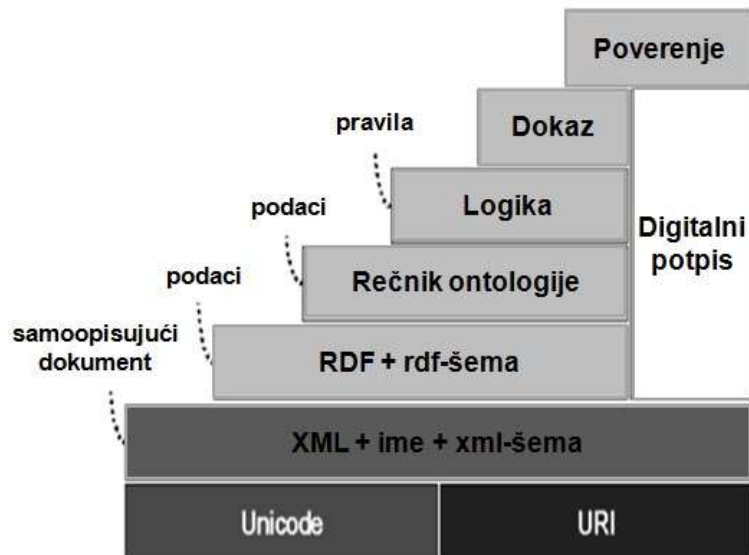 Poverenje
pravila
Dokaz
podaci
Logika
Digitalni
potpis
podaci
Rečnik ontologije
samoopisujući
dokument
RDF + rdf-šema
XML + ime + xml-šema
Unicode
URI